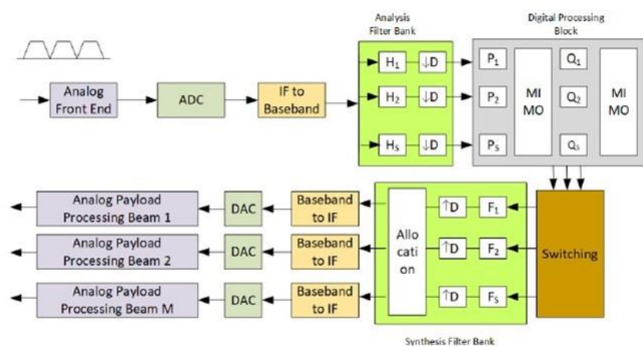 Analysis
Filter Bank
Digital Processing
Block
Analog
Front End
ADC
IF to
Baseband
H1
↓D
H2
↓D
HS
↓D
P1
P2
PS
MI
MO
Q1
Q2
QS
MI
MO
Analog Payload
Processing Beam 1
DAC
Baseband
to IF
Analog Payload
Processing Beam 2
DAC
Baseband
to IF
Analog Payload
Processing Beam M
DAC
Baseband
to IF
Allo
cati
on
↑D
F1
↑D
F2
↑D
FS
Switching
Synthesis Filter Bank